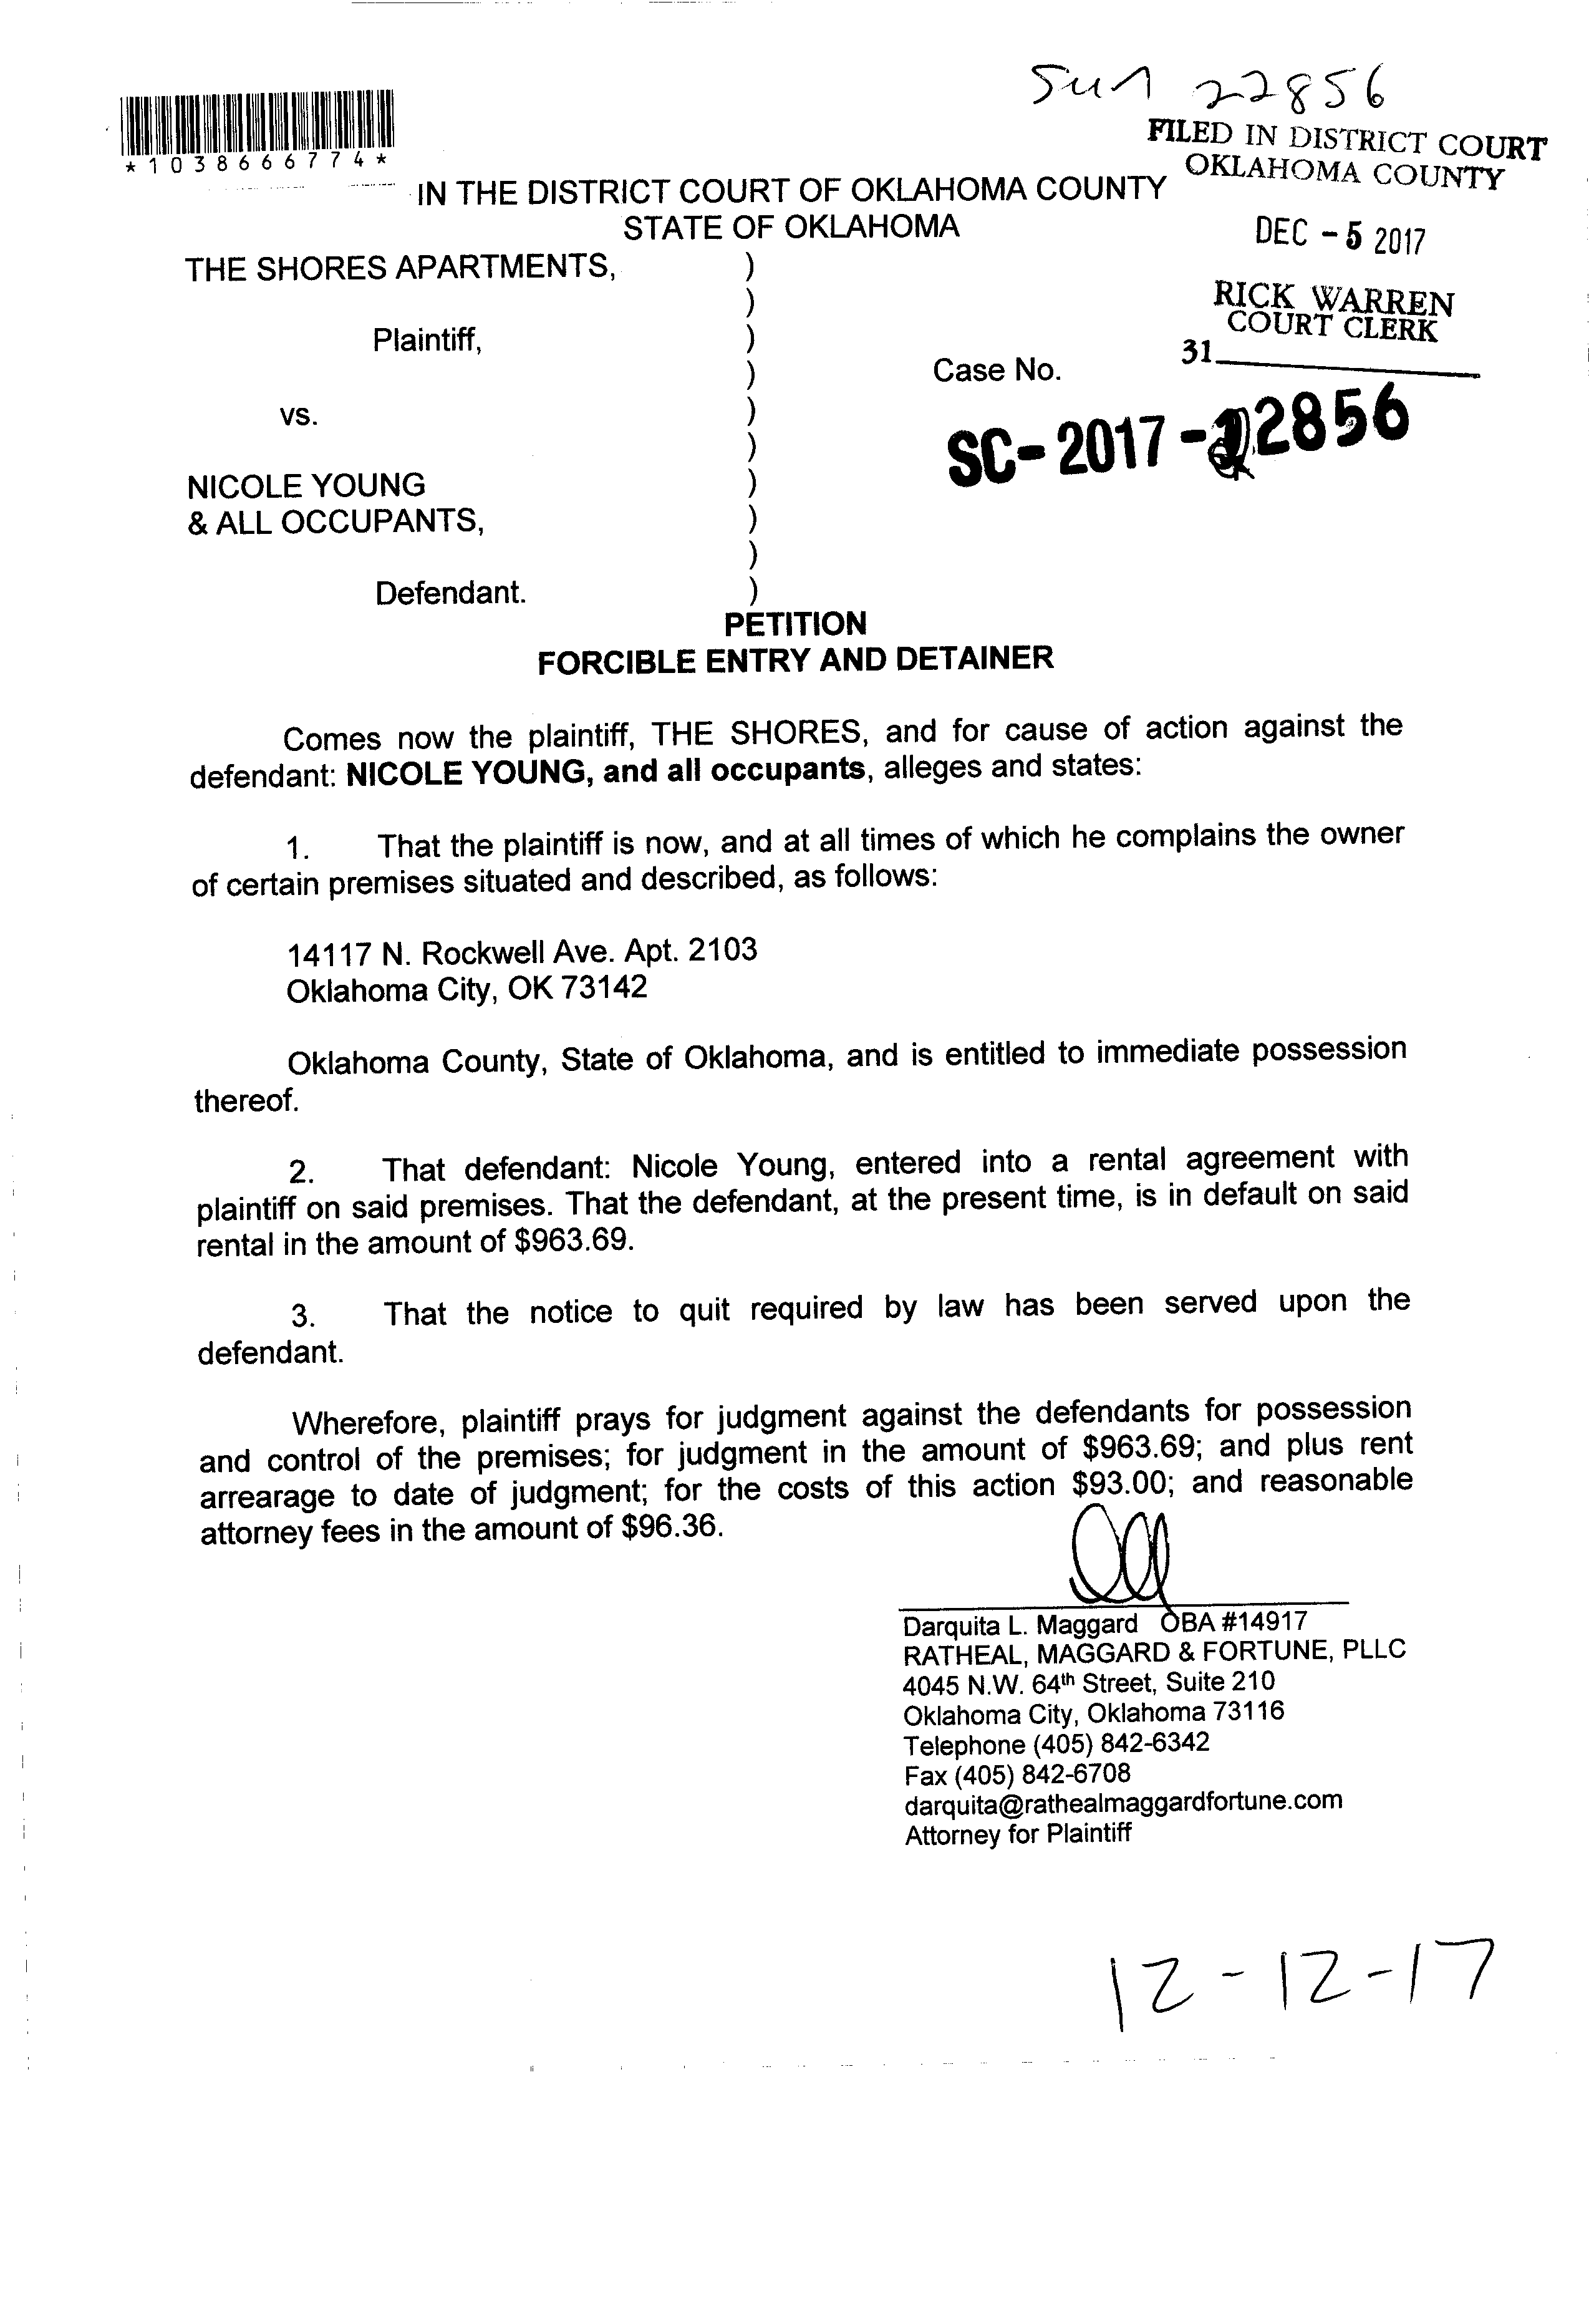 Sun 22856
FILED IN DISTRICT COURT
OKLAHOMA COUNTY
*1038666774*
IN THE DISTRICT COURT OF OKLAHOMA COUNTY
STATE OF OKLAHOMA
DEC - 5 2017
THE SHORES APARTMENTS, )
)
RICK WARREN
COURT CLERK
Plaintiff, )
31
)
Case No.
vs. )
SC-2017-22856
)
NICOLE YOUNG )
& ALL OCCUPANTS, )
)
Defendant. )
PETITION
FORCIBLE ENTRY AND DETAINER
Comes now the plaintiff, THE SHORES, and for cause of action against the
defendant: NICOLE YOUNG, and all occupants, alleges and states:
1. That the plaintiff is now, and at all times of which he complains the owner
of certain premises situated and described, as follows:
14117 N. Rockwell Ave. Apt. 2103
Oklahoma City, OK 73142
Oklahoma County, State of Oklahoma, and is entitled to immediate possession
thereof.
2. That defendant: Nicole Young, entered into a rental agreement with
plaintiff on said premises. That the defendant, at the present time, is in default on said
rental in the amount of $963.69.
3. That the notice to quit required by law has been served upon the
defendant.
Wherefore, plaintiff prays for judgment against the defendants for possession
and control of the premises; for judgment in the amount of $963.69; and plus rent
arrearage to date of judgment; for the costs of this action $93.00; and reasonable
attorney fees in the amount of $96.36.
Darquita L. Maggard OBA #14917
RATHEAL, MAGGARD & FORTUNE, PLLC
4045 N.W. 64th Street, Suite 210
Oklahoma City, Oklahoma 73116
Telephone (405) 842-6342
Fax (405) 842-6708
darquita@rathealmaggardfortune.com
Attorney for Plaintiff
12-12-17